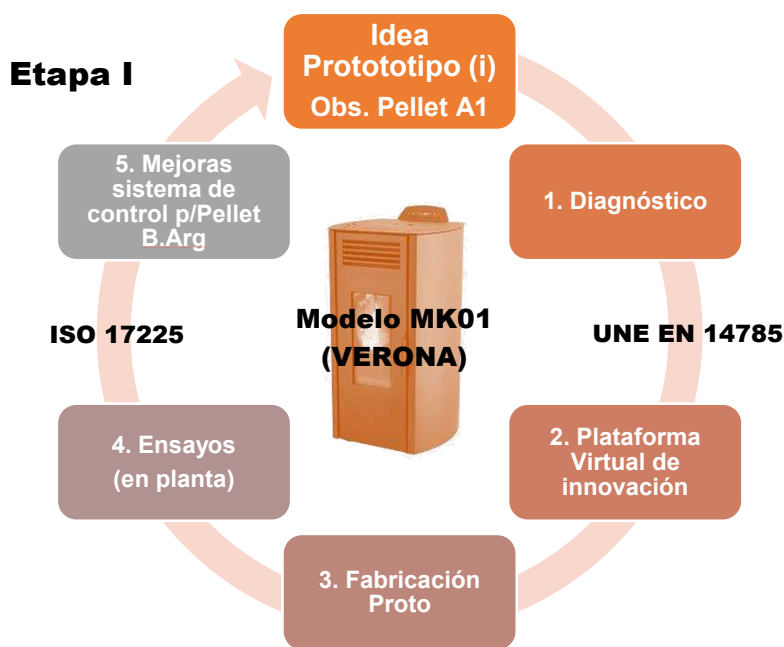 Etapa I
Idea
Protototipo (i)
Obs. Pellet A1
1. Diagnóstico
UNE EN 14785
2. Plataforma
Virtual de
innovación
3. Fabricación
Proto
4. Ensayos
(en planta)
ISO 17225
5. Mejoras
sistema de
control p/Pellet
B.Arg
Modelo MK01
(VERONA)